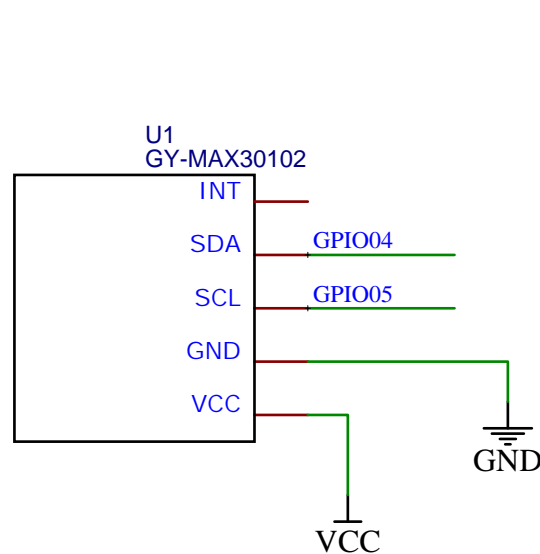 U1
GY-MAX30102
INT
SDA GPIO04
SCL GPIO05
GND
VCC
GND
VCC